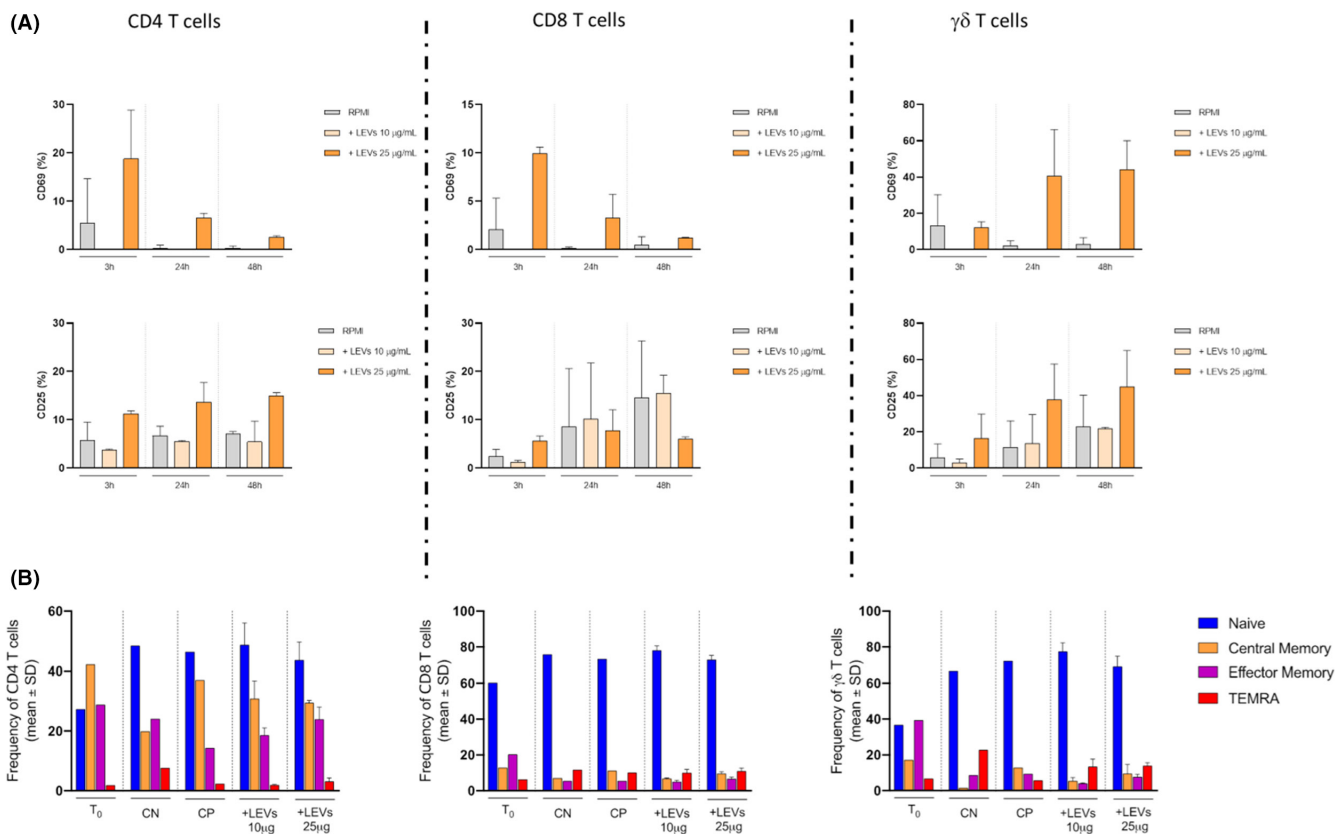 (A)
CD4 T cells
CD8 T cells
γδ T cells
CD69 (%)
30
20
10
0
3h
24h
48h
RPMI
+ LEVs 10 μg/mL
+ LEVs 25 μg/mL
CD69 (%)
15
10
5
0
3h
24h
48h
RPMI
+ LEVs 10 μg/mL
+ LEVs 25 μg/mL
CD69 (%)
80
60
40
20
0
3h
24h
48h
RPMI
+ LEVs 10 μg/mL
+ LEVs 25 μg/mL
CD25 (%)
30
20
10
0
3h
24h
48h
RPMI
+ LEVs 10 μg/mL
+ LEVs 25 μg/mL
CD25 (%)
30
20
10
0
3h
24h
48h
RPMI
+ LEVs 10 μg/mL
+ LEVs 25 μg/mL
CD25 (%)
80
60
40
20
0
3h
24h
48h
RPMI
+ LEVs 10 μg/mL
+ LEVs 25 μg/mL
(B)
Frequency of CD4 T cells
(mean ± SD)
60
40
20
0
T0
CN
CP
+LEVs
10μg
+LEVs
25μg
Frequency of CD8 T cells
(mean ± SD)
100
80
60
40
20
0
T0
CN
CP
+LEVs
10μg
+LEVs
25μg
Frequency of γδ T cells
(mean ± SD)
100
80
60
40
20
0
T0
CN
CP
+LEVs
10μg
+LEVs
25μg
Naive
Central Memory
Effector Memory
TEMRA